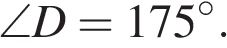 ∠D = 175°.